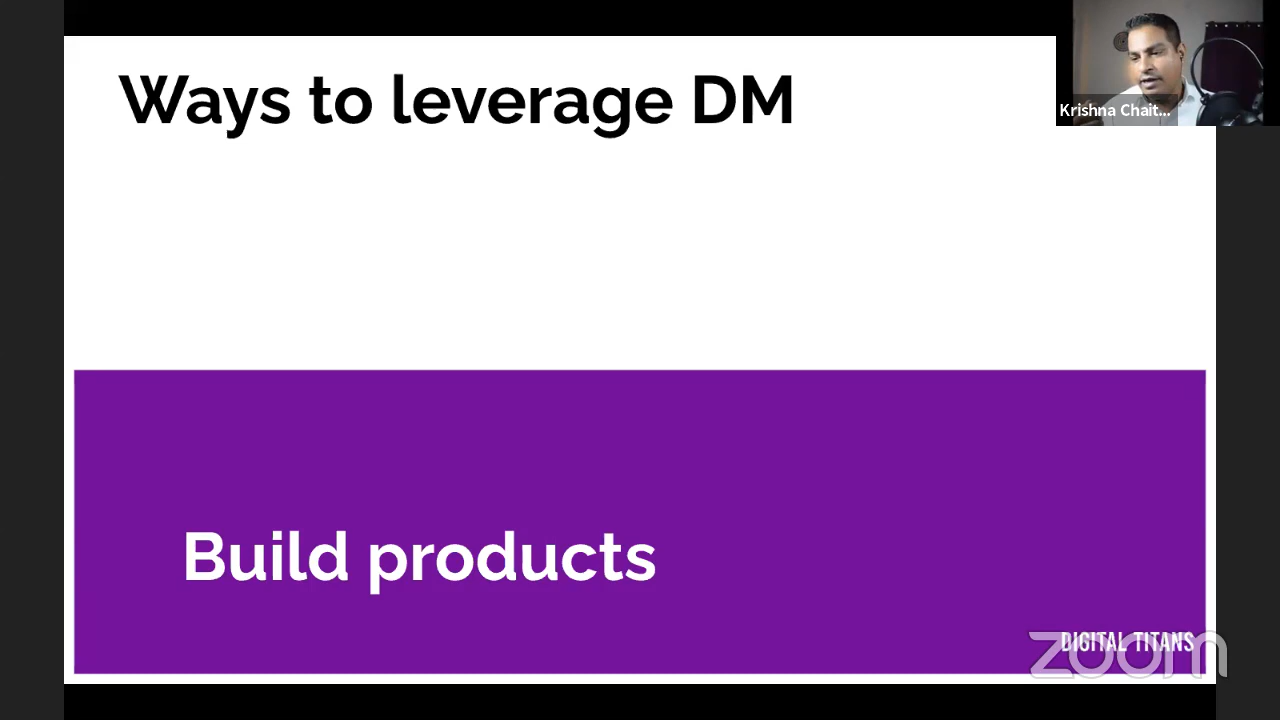 Ways to leverage DM
Krishna Chait...
Build products
DIGITAL TITANS
zoom